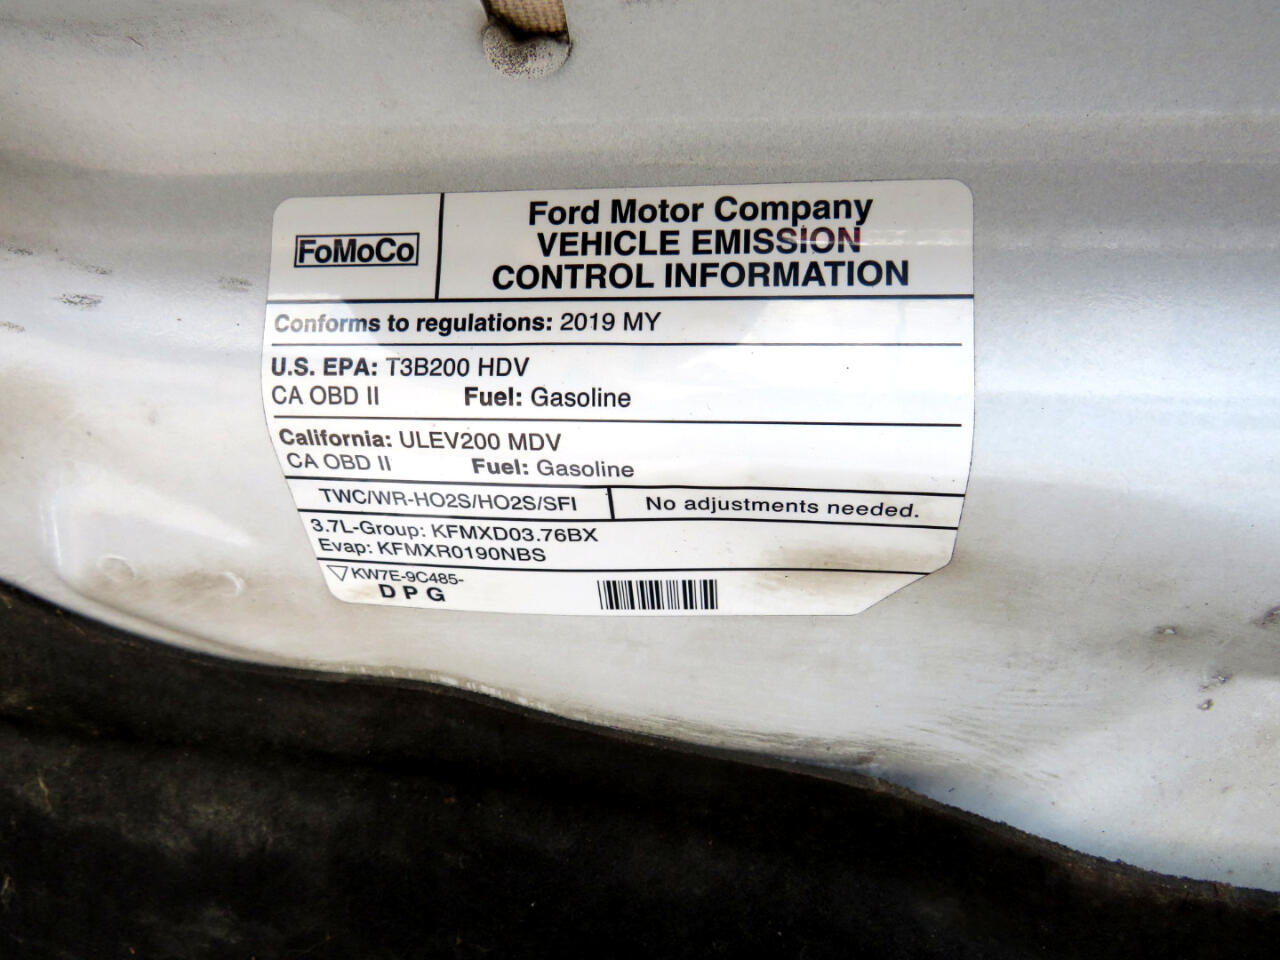 FoMoCo
Ford Motor Company
VEHICLE EMISSION
CONTROL INFORMATION
Conforms to regulations: 2019 MY
U.S. EPA: T3B200 HDV
CA OBD II Fuel: Gasoline
California: ULEV200 MDV
CA OBD II Fuel: Gasoline
TWC/WR-HO2S/HO2S/SFI No adjustments needed.
3.7L-Group: KFMXD03.76BX
Evap: KFMXR0190NBS
KW7E-9C485-
D P G